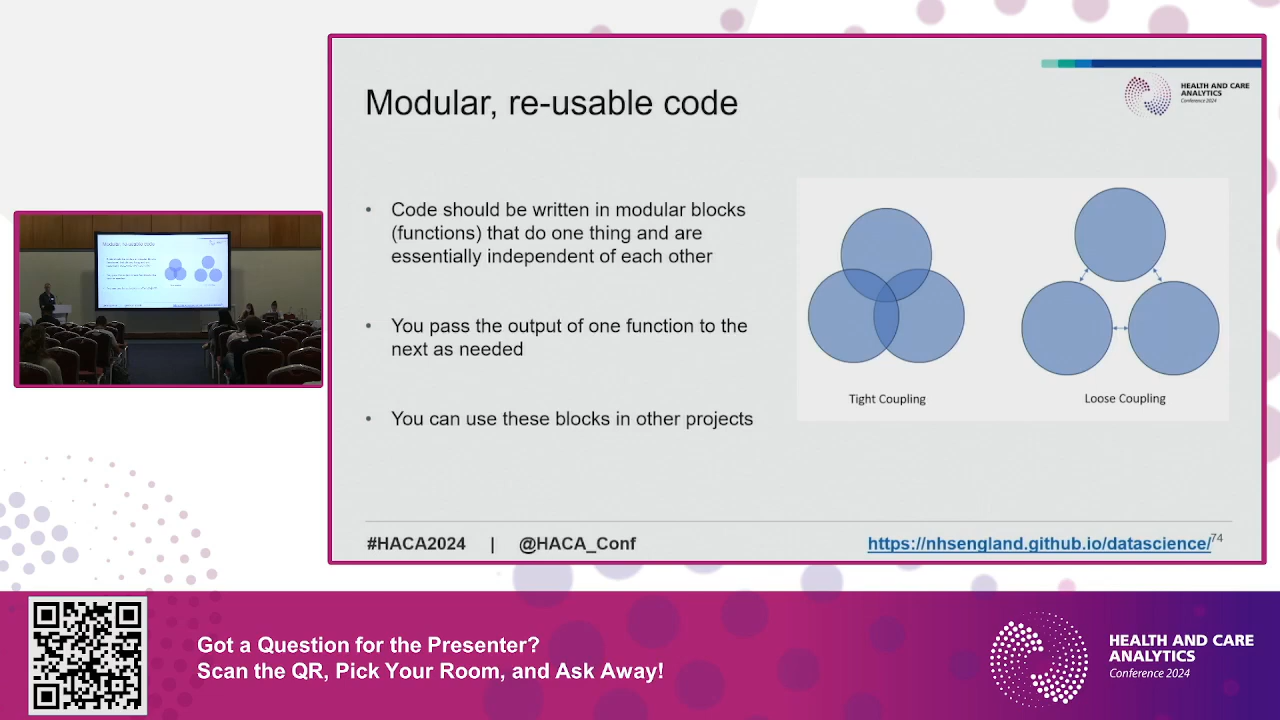 Modular, re-usable code
HEALTH AND CARE
ANALYTICS
Conference 2024
• Code should be written in modular blocks
(functions) that do one thing and are
essentially independent of each other
• You pass the output of one function to the
next as needed
• You can use these blocks in other projects
Tight Coupling
Loose Coupling
#HACA2024 | @HACA_Conf
https://nhsengland.github.io/datascience/
74
Modular, re-usable code
Got a Question for the Presenter?
Scan the QR, Pick Your Room, and Ask Away!
HEALTH AND CARE
ANALYTICS
Conference 2024